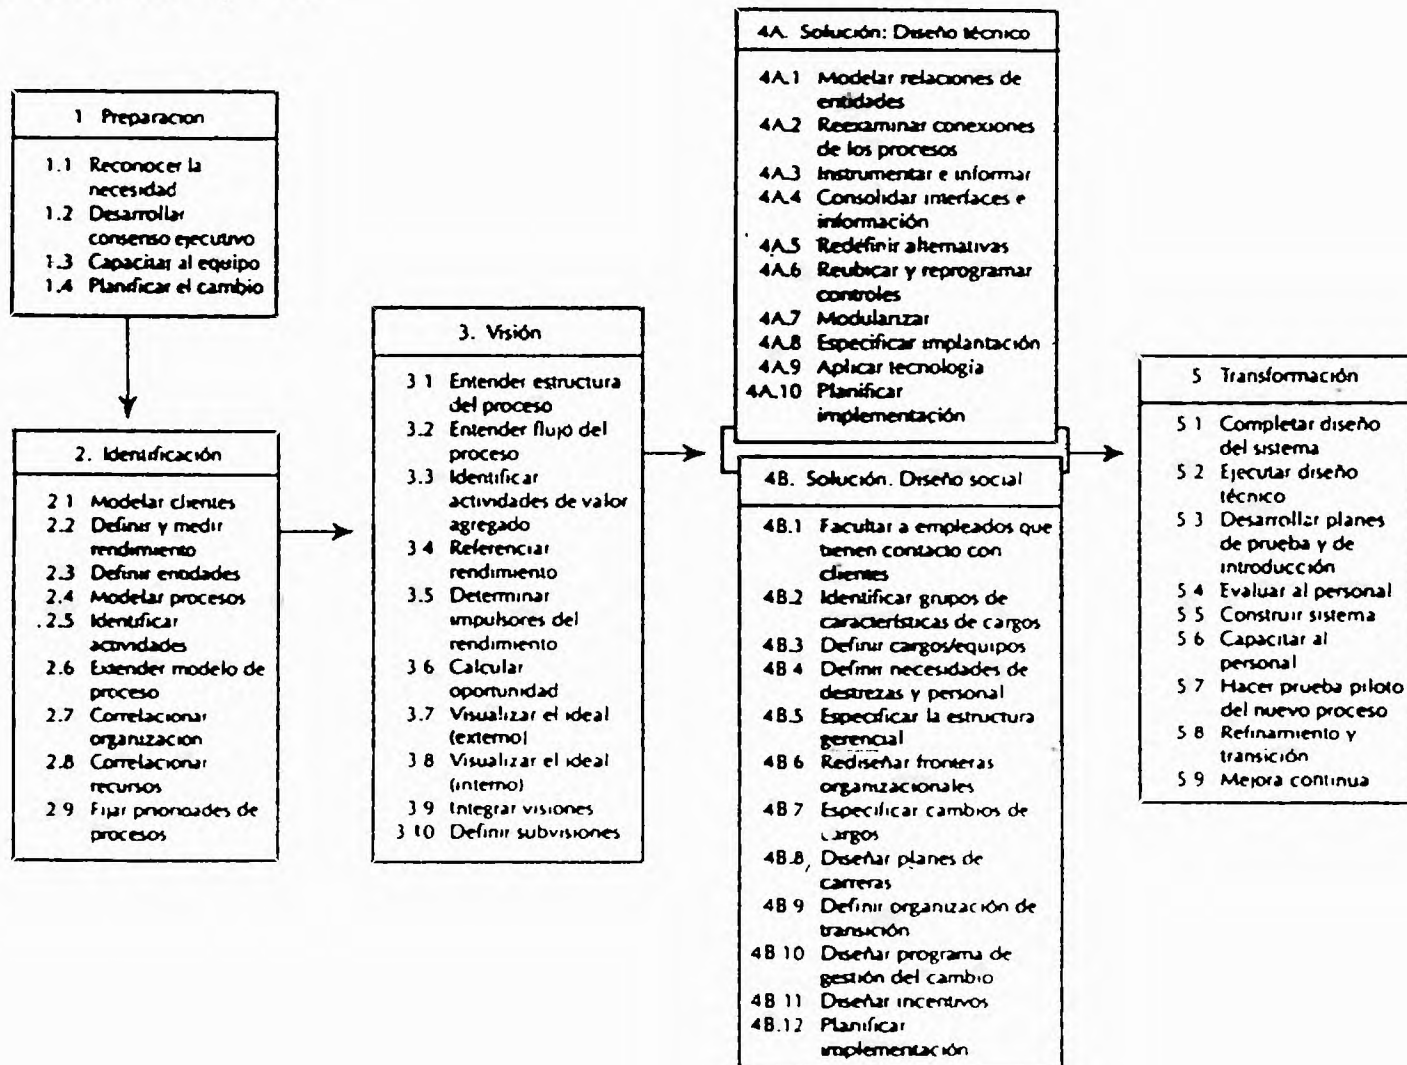 1 Preparacion
1.1 Reconocer la
necesidad
1.2 Desarrollar
consenso ejecutivo
1.3 Capacitar al equipo
1.4 Planificar el cambio
2. Identificación
2 1 Modelar clientes
2.2 Definir y medir
rendimiento
2.3 Definir entidades
2.4 Modelar procesos
2.5 Identificar
actividades
2.6 Extender modelo de
proceso
2.7 Correlacionar
organizacion
2.8 Correlacionar
recursos
2 9 Fijar prioridades de
procesos
3. Visión
3 1 Entender estructura
del proceso
3.2 Entender flujo del
proceso
3.3 Identificar
actividades de valor
agregado
3 4 Referenciar
rendimiento
3.5 Determinar
impulsores del
rendimiento
3 6 Calcular
oportunidad
3.7 Visualizar el ideal
(externo)
3 8 Visualizar el ideal
(interno)
3 9 Integrar visiones
3 10 Definir subvisiones
4A. Solución: Diseño técnico
4A.1 Modelar relaciones de
entidades
4A.2 Reexaminar conexiones
de los procesos
4A.3 Instrumentar e informar
4A.4 Consolidar interfaces e
información
4A.5 Redefinir alternativas
4A.6 Reubicar y reprogramar
controles
4A.7 Modularizar
4A.8 Especificar implantación
4A.9 Aplicar tecnología
4A.10 Planificar
implementación
4B. Solución. Diseño social
4B.1 Facultar a empleados que
tienen contacto con
clientes
4B.2 Identificar grupos de
características de cargos
4B.3 Definir cargos/equipos
4B 4 Definir necesidades de
destrezas y personal
4B.5 Especificar la estructura
gerencial
4B 6 Rediseñar fronteras
organizacionales
4B 7 Especificar cambios de
cargos
4B.8 Diseñar planes de
carreras
4B 9 Definir organización de
transición
4B 10 Diseñar programa de
gestión del cambio
4B 11 Diseñar incentivos
4B.12 Planificar
implementación
5 Transformación
5 1 Completar diseño
del sistema
5 2 Ejecutar diseño
técnico
5 3 Desarrollar planes
de prueba y de
introducción
5 4 Evaluar al personal
5 5 Construir sistema
5 6 Capacitar al
personal
5 7 Hacer prueba piloto
del nuevo proceso
5 8 Refinamiento y
transición
5 9 Mejora continua